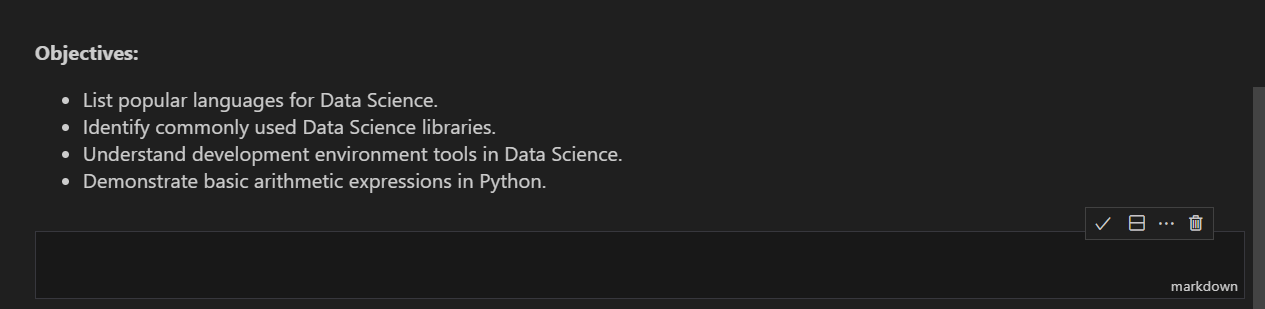 Objectives:
• List popular languages for Data Science.
• Identify commonly used Data Science libraries.
• Understand development environment tools in Data Science.
• Demonstrate basic arithmetic expressions in Python.
markdown